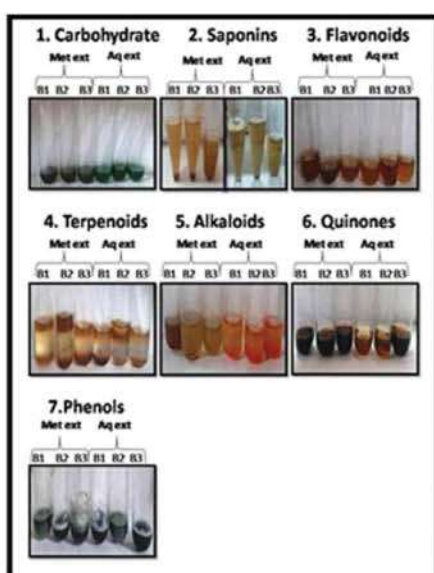 1. Carbohydrate
Met ext Aq ext
B1 B2 B3 B1 B2 B3
2. Saponins
Met ext Aq ext
B1 B2 B3 B1 B2 B3
3. Flavonoids
Met ext Aq ext
B1 B2 B3 B1 B2 B3
4. Terpenoids
Met ext Aq ext
B1 B2 B3 B1 B2 B3
5. Alkaloids
Met ext Aq ext
B1 B2 B3 B1 B2 B3
6. Quinones
Met ext Aq ext
B1 B2 B3 B1 B2 B3
7.Phenols
Met ext Aq ext
B1 B2 B3 B1 B2 B3